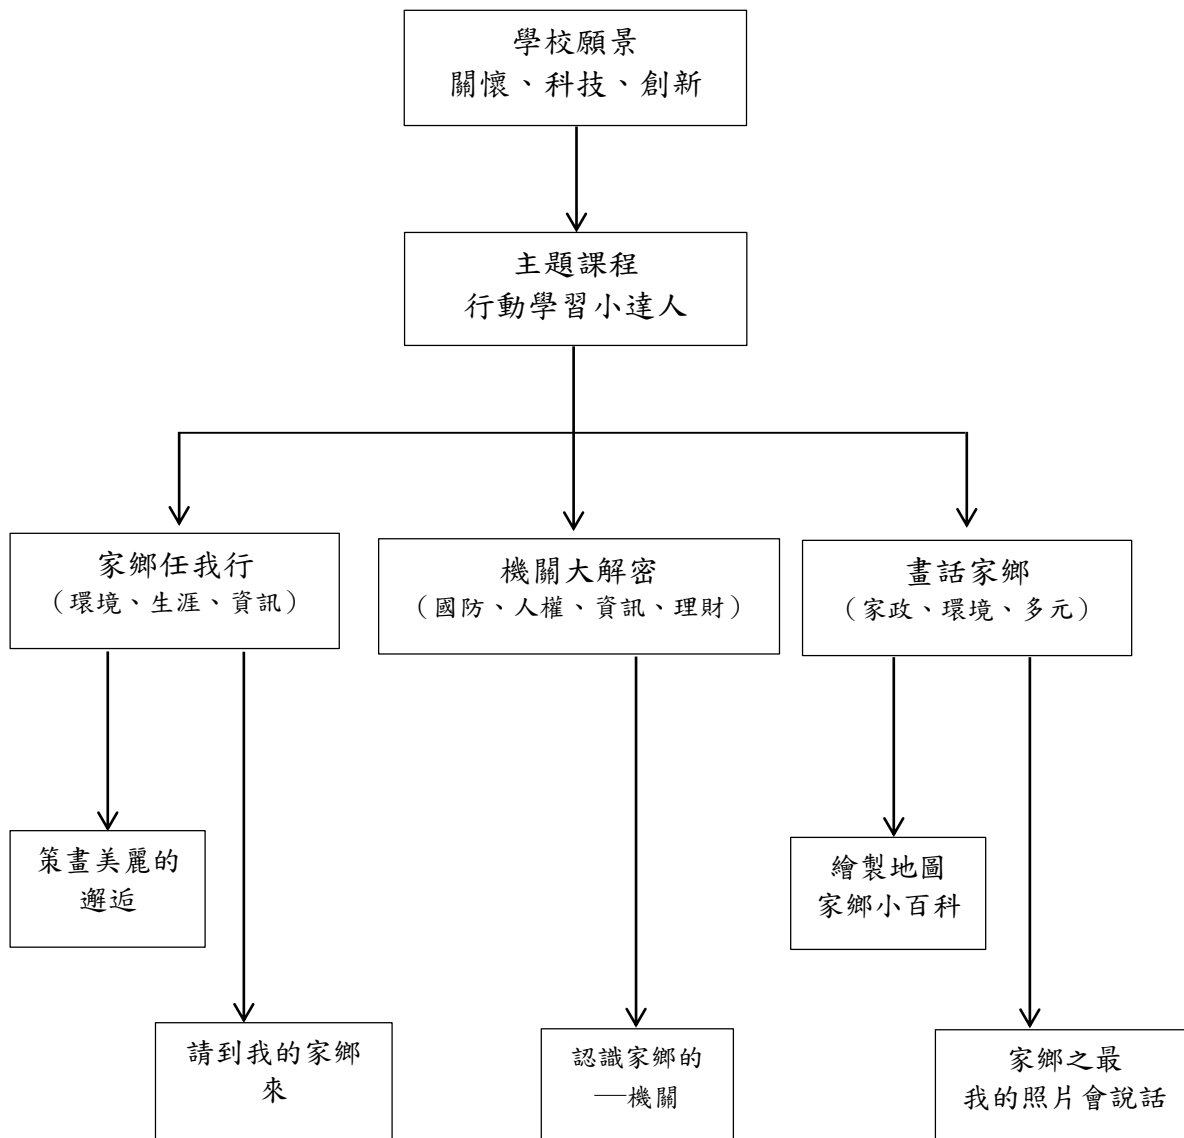 學校願景
關懷、科技、創新
主題課程
行動學習小達人
家鄉任我行
（環境、生涯、資訊）
機關大解密
（國防、人權、資訊、理財）
畫話家鄉
（家政、環境、多元）
策畫美麗的
邂逅
繪製地圖
家鄉小百科
請到我的家鄉
來
認識家鄉的
─機關
家鄉之最
我的照片會說話